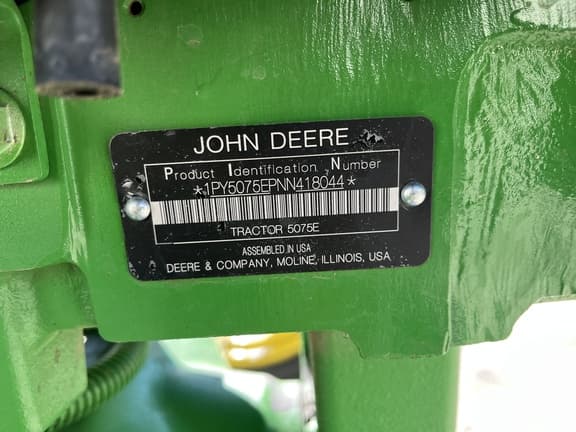 JOHN DEERE
Product Identification Number
*1PY5075EPNN418044*
TRACTOR 5075E
ASSEMBLED IN USA
DEERE & COMPANY, MOLINE, ILLINOIS, USA